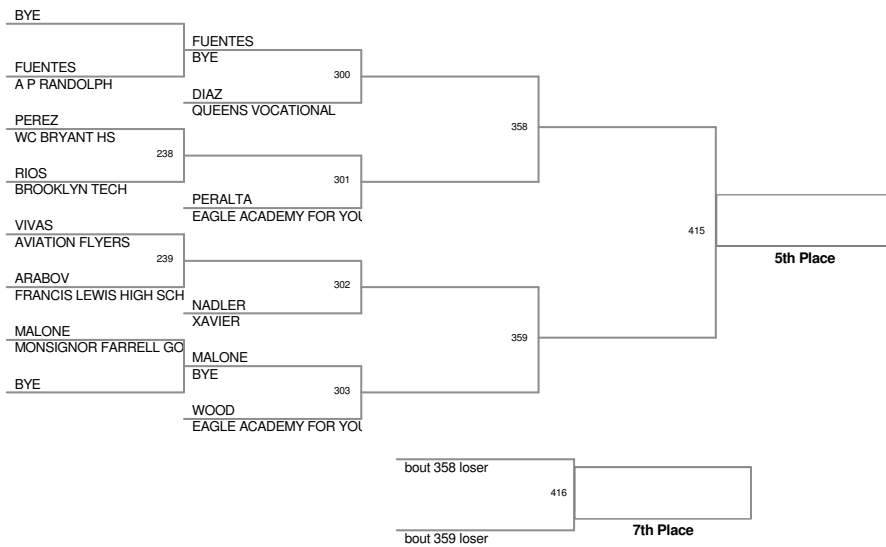 BYE
FUENTES
A P RANDOLPH
PEREZ
WC BRYANT HS
238
RIOS
BROOKLYN TECH
VIVAS
AVIATION FLYERS
239
ARABOV
FRANCIS LEWIS HIGH SCH
MALONE
MONSIGNOR FARRELL GO
BYE
FUENTES
BYE
300
DIAZ
QUEENS VOCATIONAL
301
PERALTA
EAGLE ACADEMY FOR YOU
302
NADLER
XAVIER
MALONE
BYE
303
WOOD
EAGLE ACADEMY FOR YOU
358
359
415
5th Place
bout 358 loser
416
bout 359 loser
7th Place